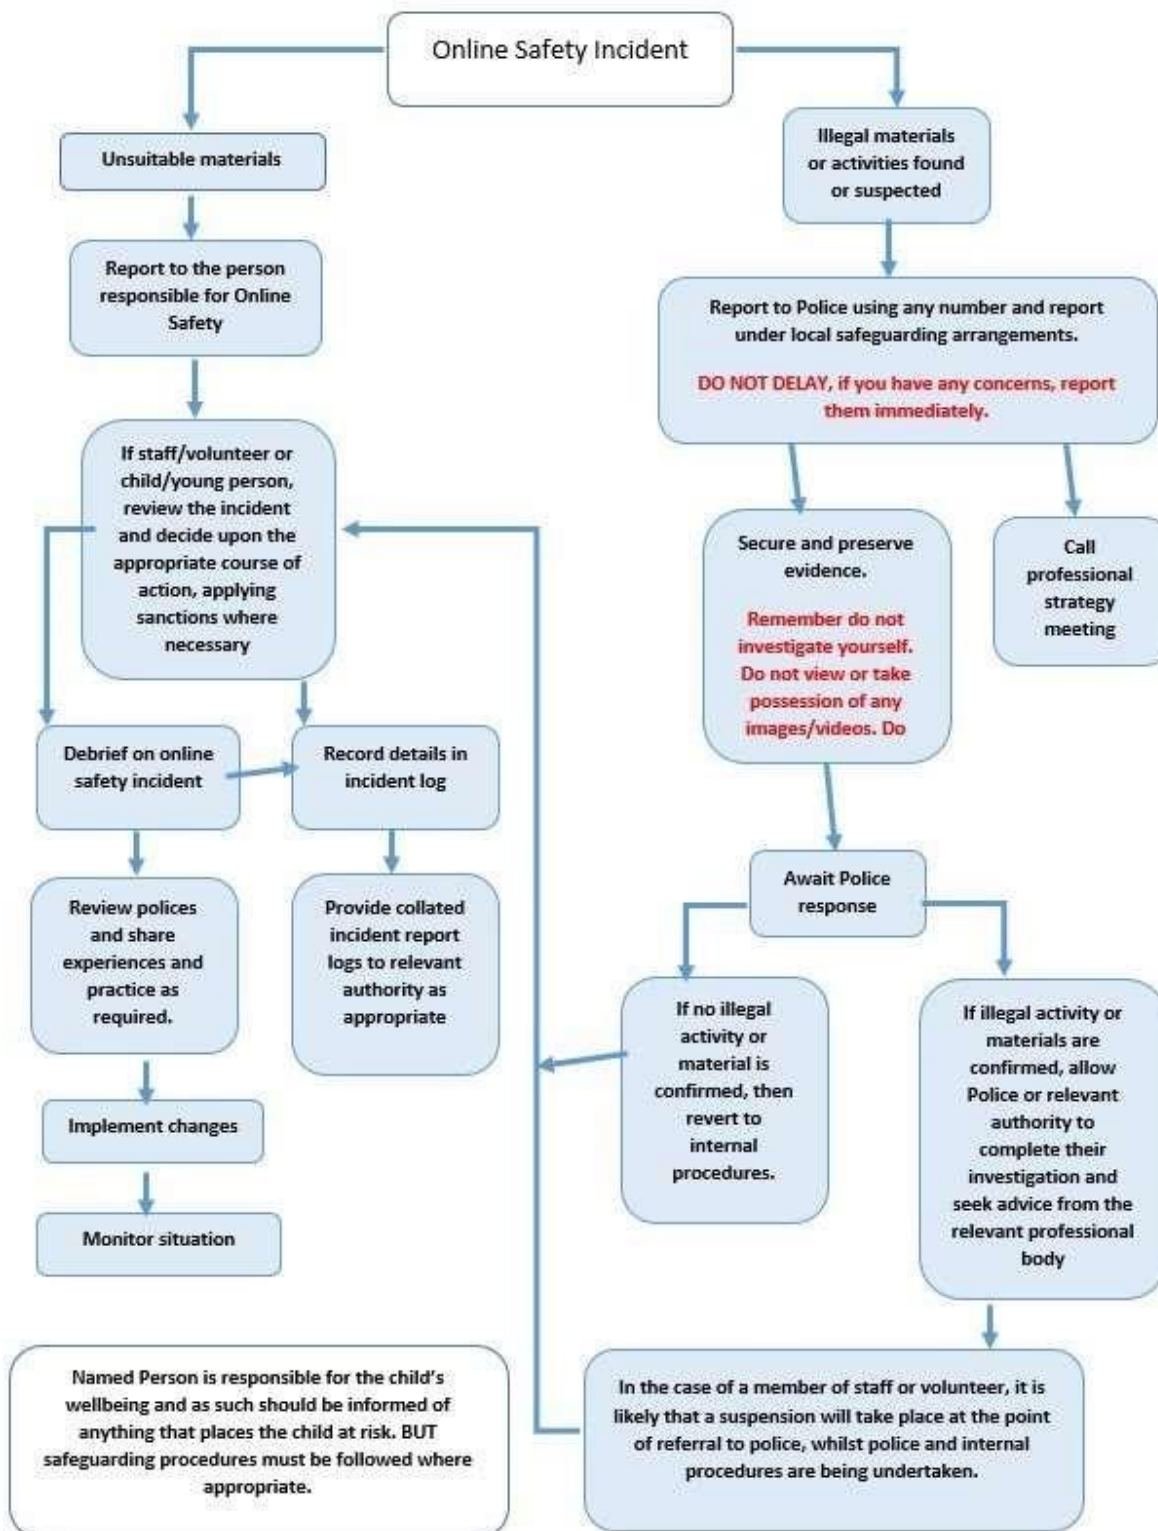 Online Safety Incident
Unsuitable materials
Report to the person
responsible for Online
Safety
If staff/volunteer or
child/young person,
review the incident
and decide upon the
appropriate course of
action, applying
sanctions where
necessary
Debrief on online
safety incident
Record details in
incident log
Review polices
and share
experiences and
practice as
required.
Provide collated
incident report
logs to relevant
authority as
appropriate
Implement changes
Monitor situation
Illegal materials
or activities found
or suspected
Report to Police using any number and report
under local safeguarding arrangements.
DO NOT DELAY, if you have any concerns, report
them immediately.
Secure and preserve
evidence.
Remember do not
investigate yourself.
Do not view or take
possession of any
images/videos. Do
Call
professional
strategy
meeting
Await Police
response
If no illegal
activity or
material is
confirmed, then
revert to
internal
procedures.
If illegal activity or
materials are
confirmed, allow
Police or relevant
authority to
complete their
investigation and
seek advice from the
relevant professional
body
In the case of a member of staff or volunteer, it is
likely that a suspension will take place at the point
of referral to police, whilst police and internal
procedures are being undertaken.
Named Person is responsible for the child's
wellbeing and as such should be informed of
anything that places the child at risk. BUT
safeguarding procedures must be followed where
appropriate.